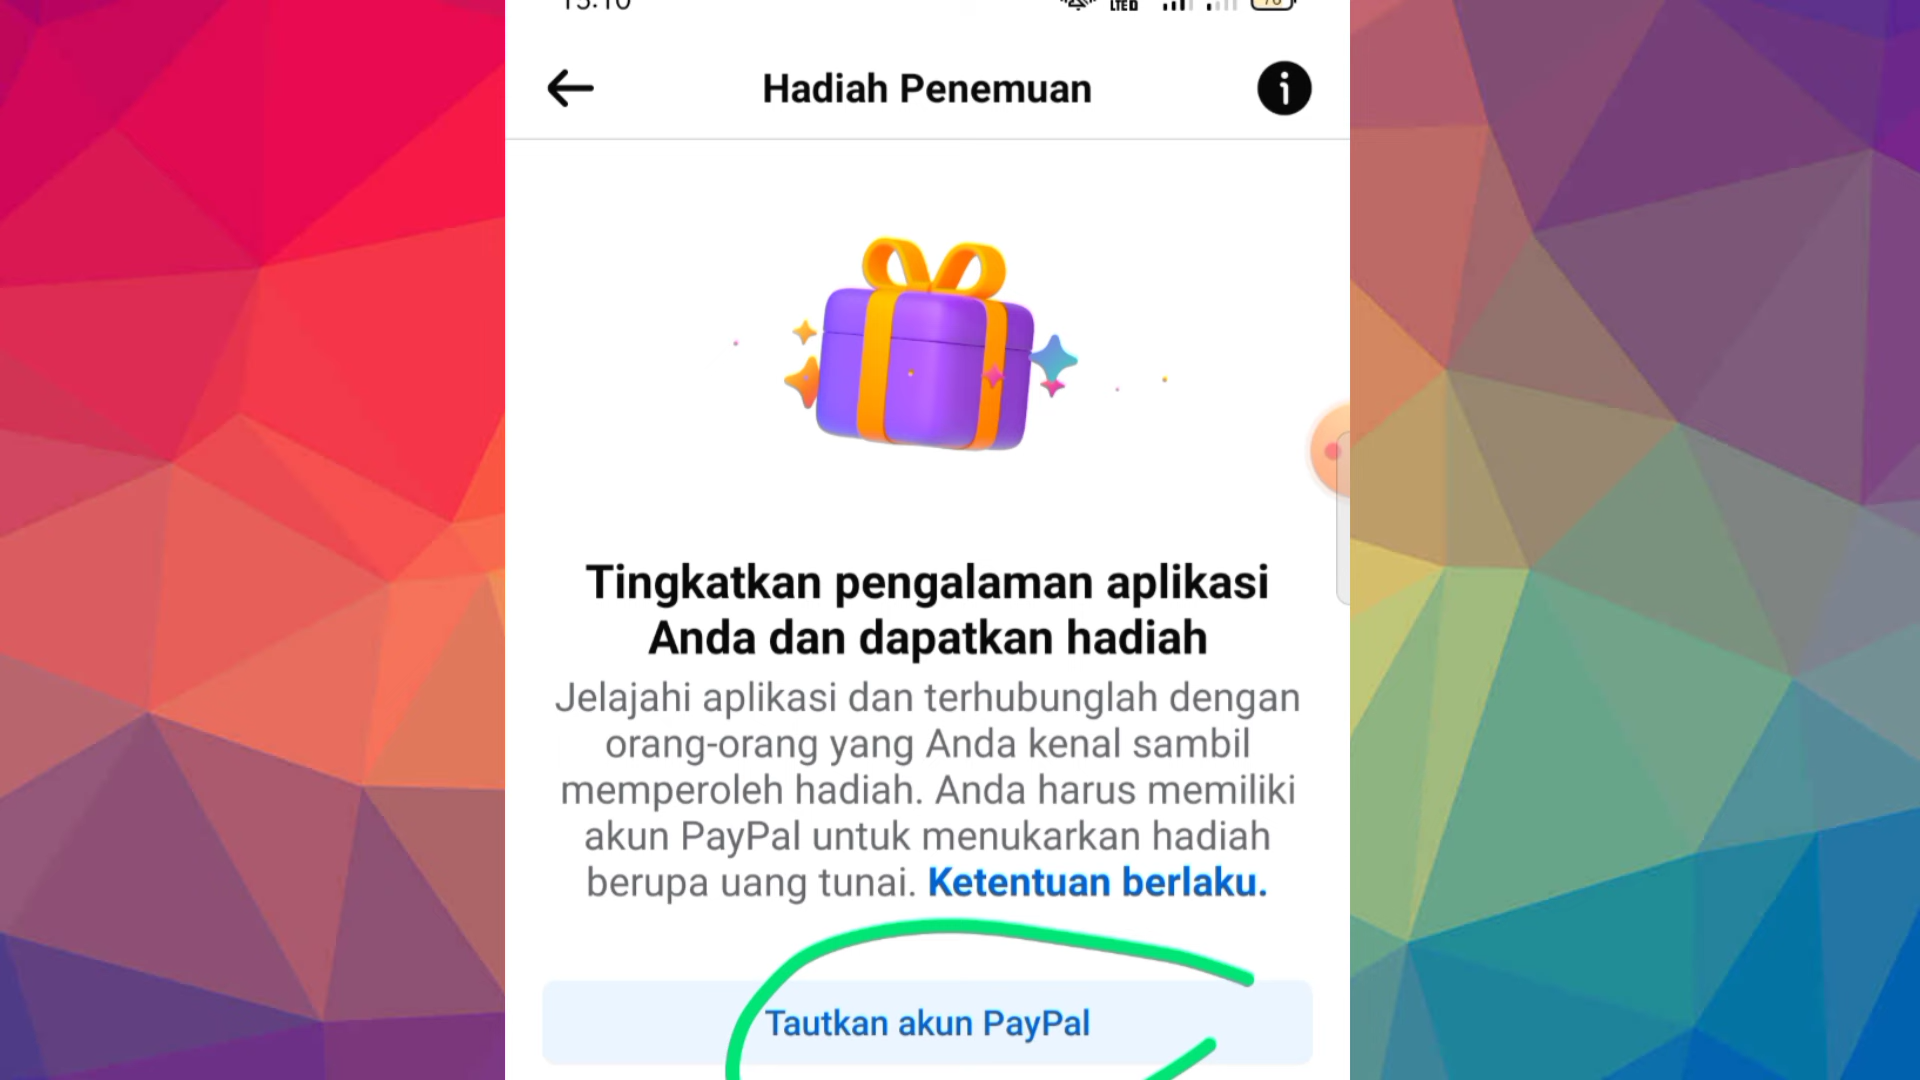 Hadiah Penemuan
Tingkatkan pengalaman aplikasi
Anda dan dapatkan hadiah
Jelajahi aplikasi dan terhubunglah dengan
orang-orang yang Anda kenal sambil
memperoleh hadiah. Anda harus memiliki
akun PayPal untuk menukarkan hadiah
berupa uang tunai. Ketentuan berlaku.
Tautkan akun PayPal